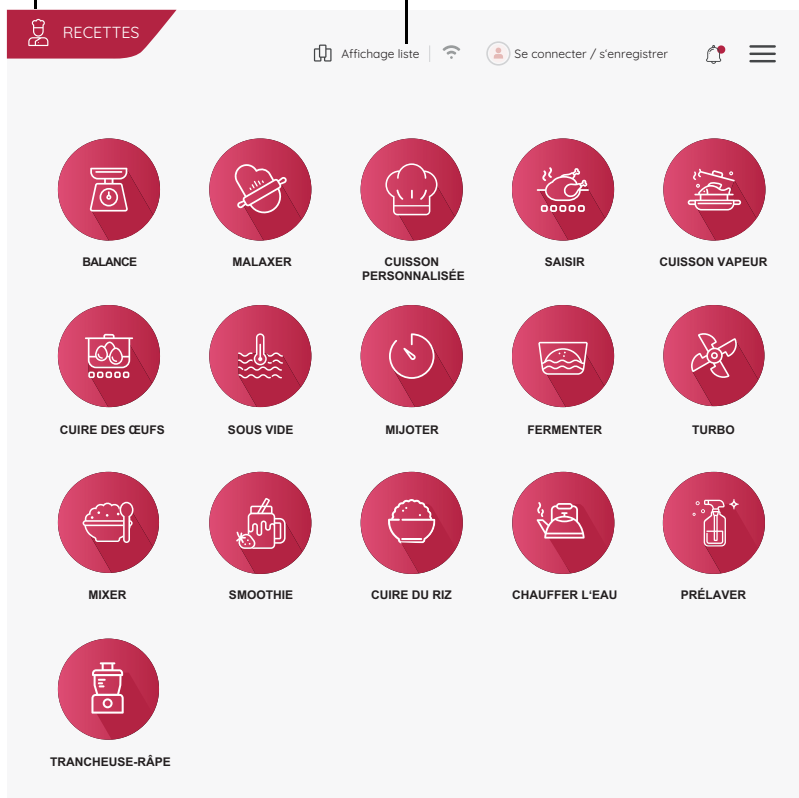 RECETTES
Affichage liste
Se connecter / s'enregistrer
BALANCE
MALAXER
CUISSON
PERSONNALISÉE
SAISIR
CUISSON VAPEUR
CUIRE DES ŒUFS
SOUS VIDE
MIJOTER
FERMENTER
TURBO
MIXER
SMOOTHIE
CUIRE DU RIZ
CHAUFFER L'EAU
PRÉLAVER
TRANCHEUSE-RÂPE